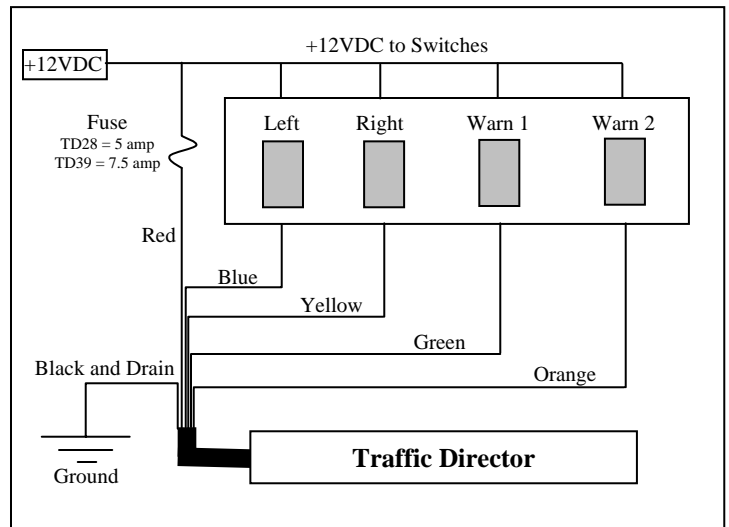 +12VDC to Switches
+12VDC
Fuse
TD28 = 5 amp
TD39 = 7.5 amp
Left
Right
Warn 1
Warn 2
Red
Blue
Yellow
Green
Black and Drain
Orange
Ground
Traffic Director